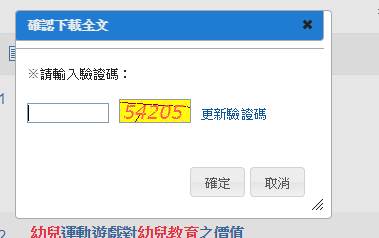 確認下載全文
※請輸入驗證碼：
54205 更新驗證碼
確定 取消
1
2 幼兒運動遊戲對幼兒教育之價值